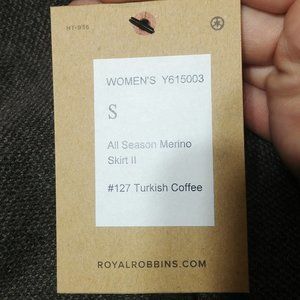 HT-936
WOMEN'S Y615003
S
All Season Merino
Skirt II
#127 Turkish Coffee
ROYALROBBINS.COM